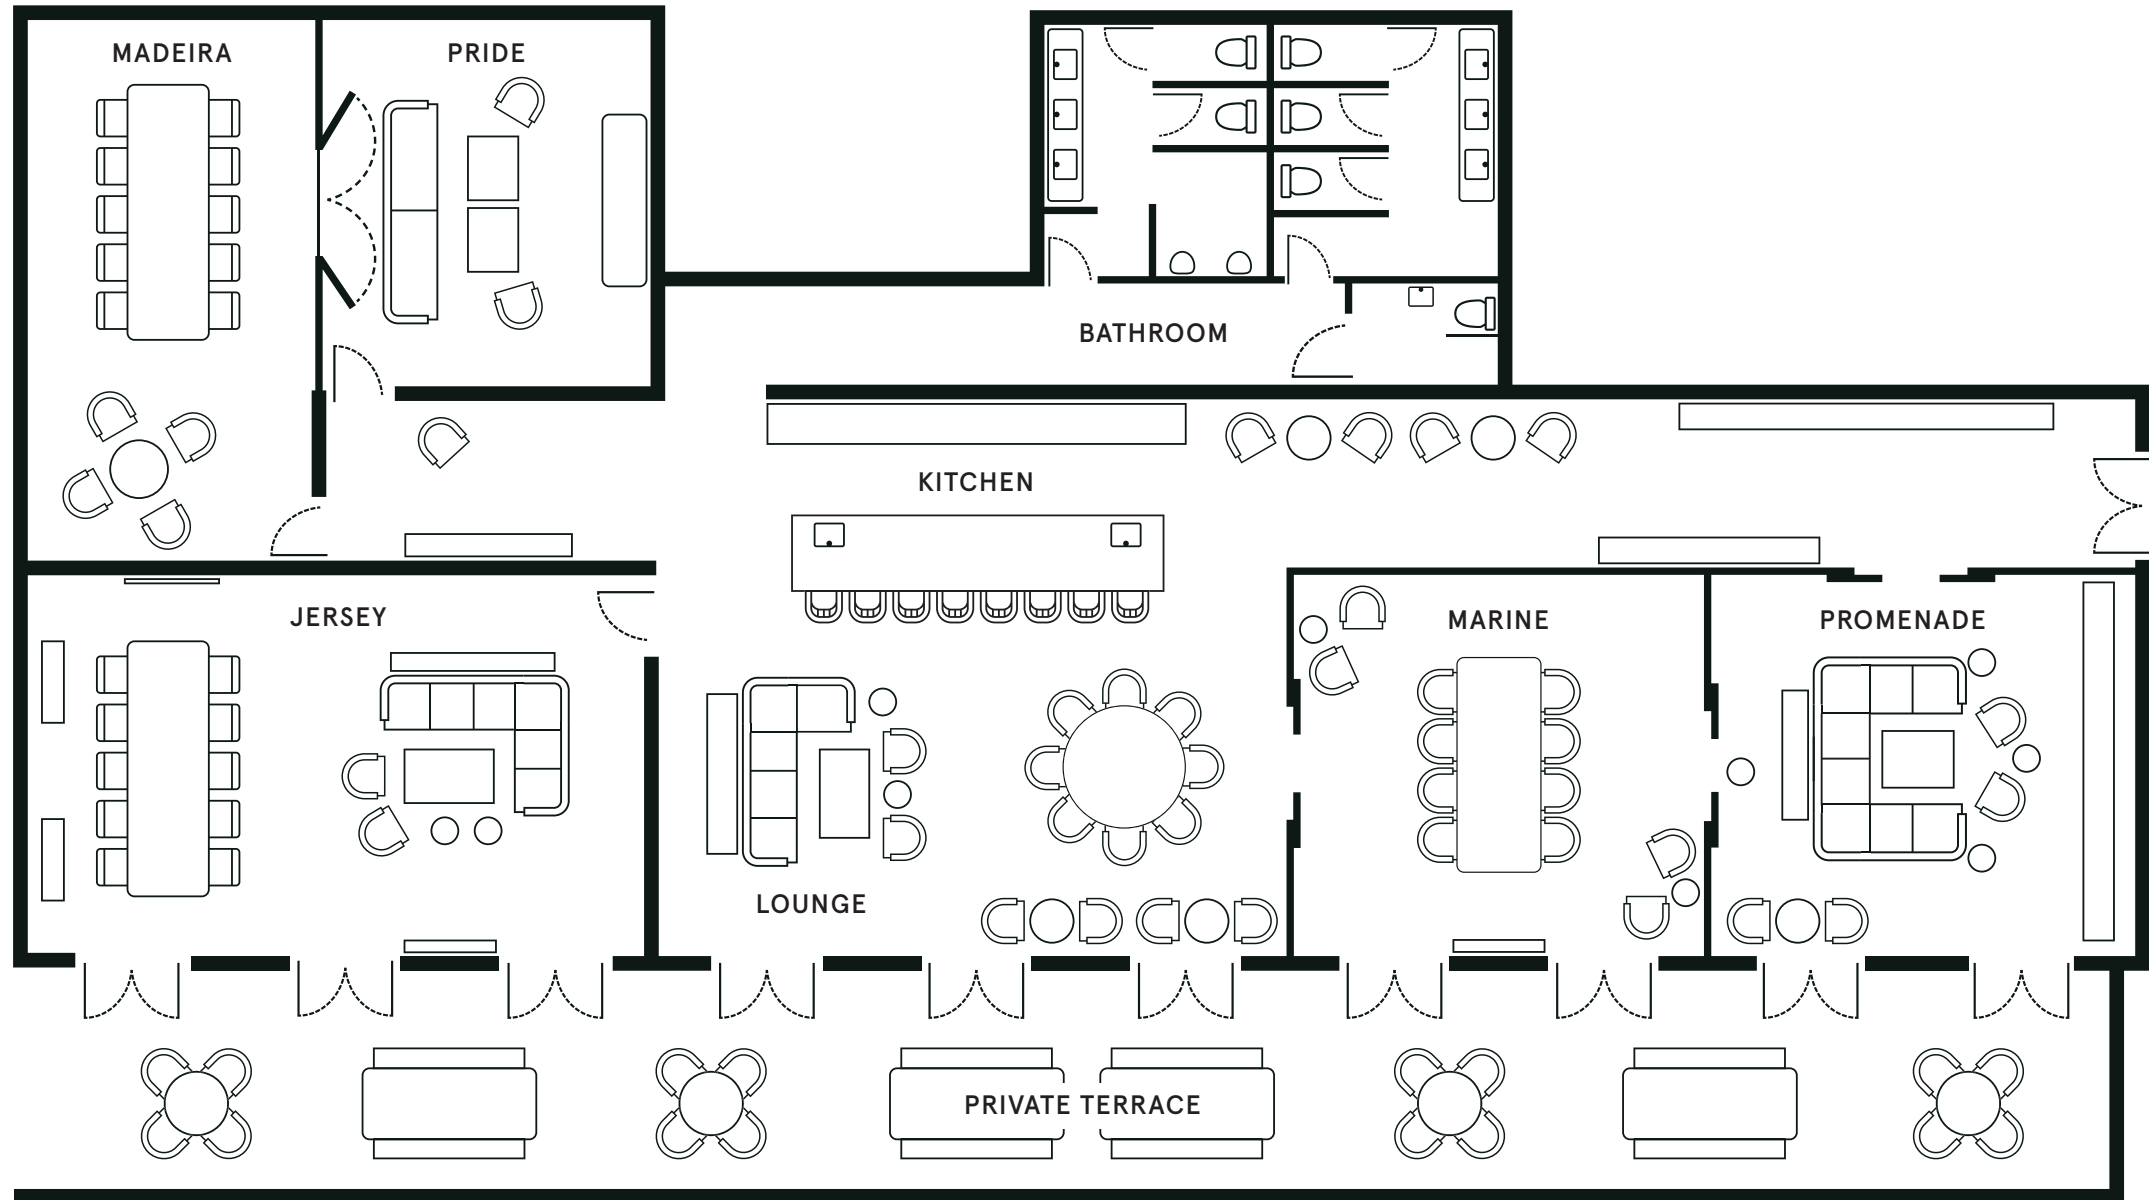 MADEIRA
PRIDE
BATHROOM
KITCHEN
JERSEY
MARINE
PROMENADE
LOUNGE
PRIVATE TERRACE